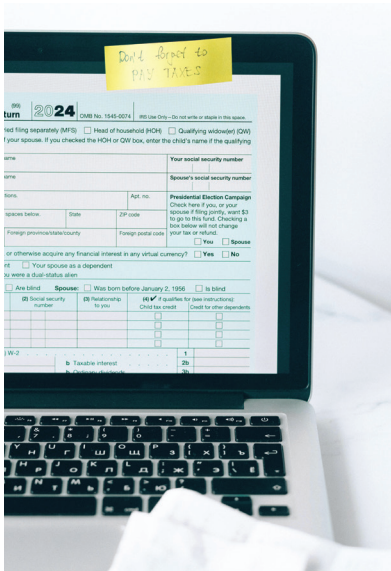 Don't forget to
PAY TAXES
(99)
turn 2024 OMB No. 1545-0074 IRS Use Only—Do not write or staple in this space.
ied filing separately (MFS) Head of household (HOH) Qualifying widow(er) (QW)
f your spouse. If you checked the HOH or QW box, enter the child's name if the qualifying
ame Your social security number
ame Spouse's social security number
tions. Apt. no. Presidential Election Campaign
Check here if you, or your
spouse if filing jointly, want $3
to go to this fund. Checking a
box below will not change
your tax or refund.
You Spouse
spaces below. State ZIP code
Foreign province/state/county Foreign postal code
or otherwise acquire any financial interest in any virtual currency? Yes No
nt Your spouse as a dependent
u were a dual-status alien
Are blind Spouse: Was born before January 2, 1956 Is blind
(2) Social security number (3) Relationship to you (4) ✔ if qualifies for (see instructions):
Child tax credit Credit for other dependents
) W-2 1
b Taxable interest 2b
b Ordinary dividends 3b